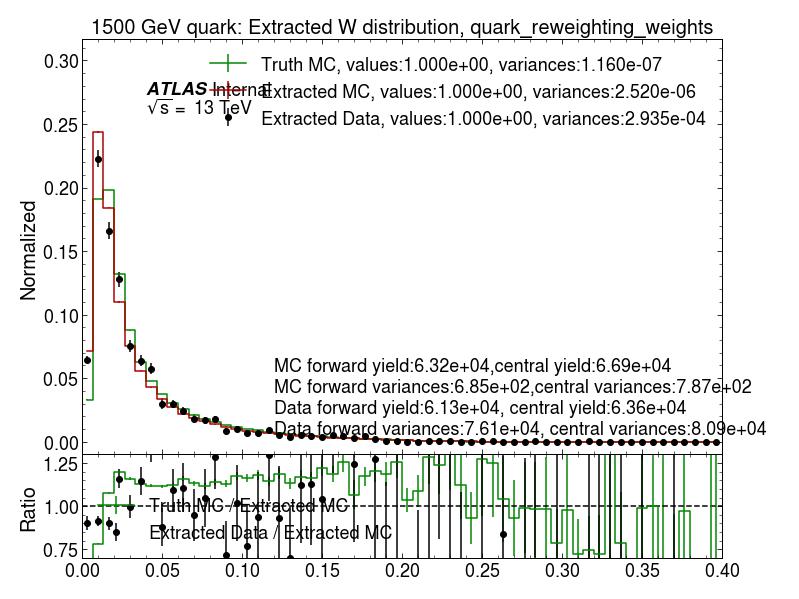 1500 GeV quark: Extracted W distribution, quark_reweighting_weights
Truth MC, values:1.000e+00, variances:1.160e-07
ATLAS Internal
Extracted MC, values:1.000e+00, variances:2.520e-06
√s = 13 TeV
Extracted Data, values:1.000e+00, variances:2.935e-04
0.30
0.25
0.20
0.15
0.10
0.05
0.00
Normalized
MC forward yield:6.32e+04,central yield:6.69e+04
MC forward variances:6.85e+02,central variances:7.87e+02
Data forward yield:6.13e+04, central yield:6.36e+04
Data forward variances:7.61e+04, central variances:8.09e+04
1.25
1.00
0.75
Ratio
Truth MC / Extracted MC
Extracted Data / Extracted MC
0.00 0.05 0.10 0.15 0.20 0.25 0.30 0.35 0.40